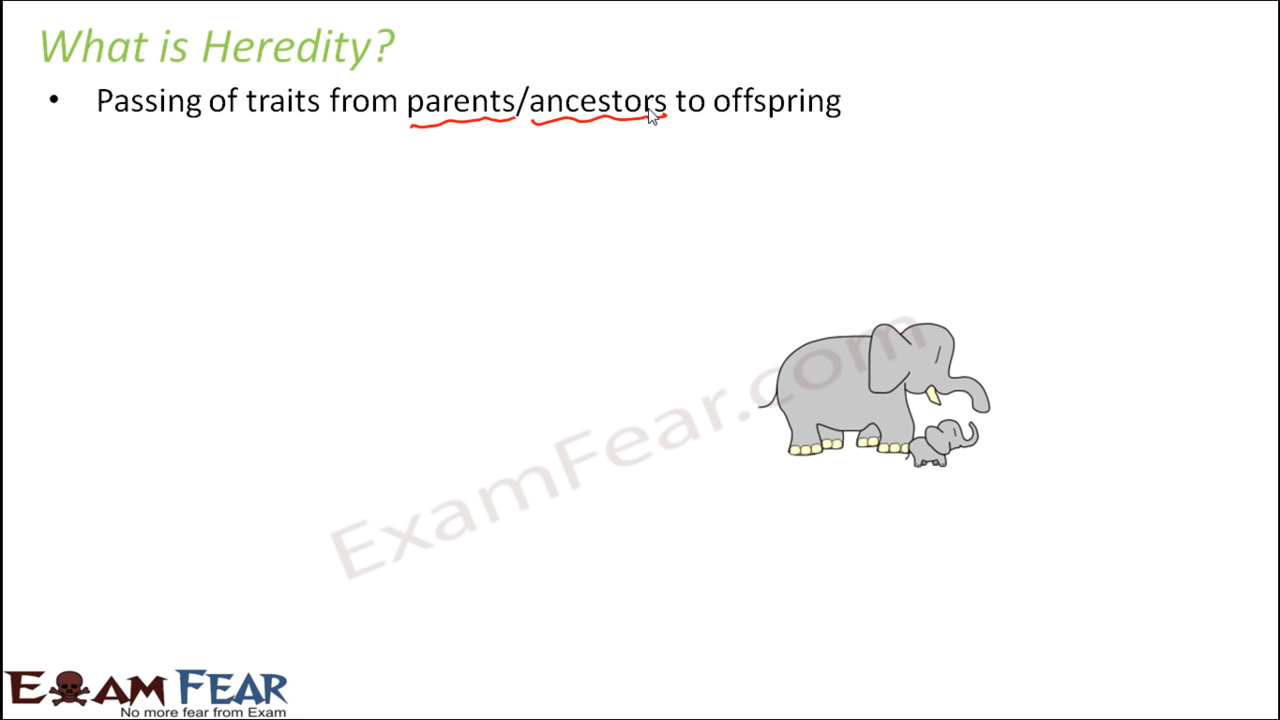 What is Heredity?
• Passing of traits from parents/ancestors to offspring
ExamFear.com
EXAM FEAR
No more fear from Exam